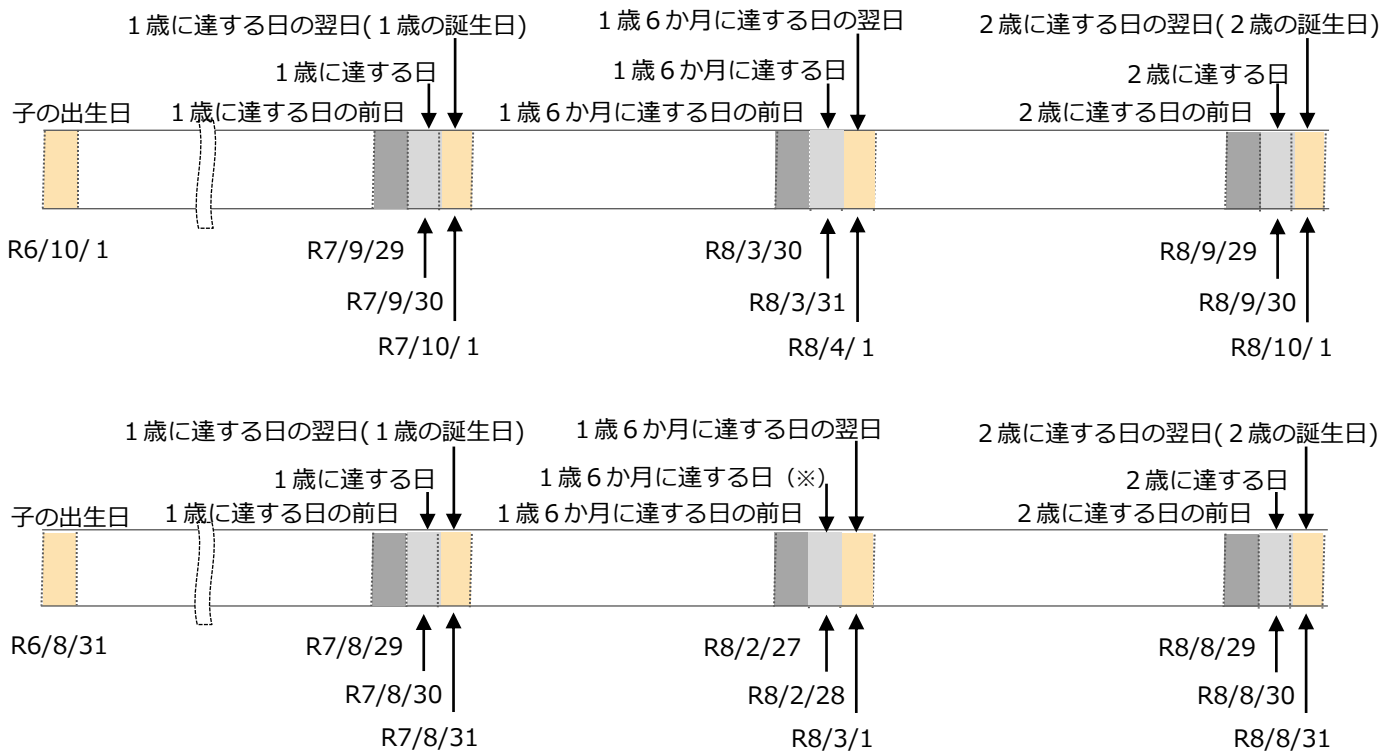 １歳に達する日の翌日(１歳の誕生日) １歳６か月に達する日の翌日 ２歳に達する日の翌日(２歳の誕生日)
１歳に達する日 １歳６か月に達する日 ２歳に達する日
子の出生日 １歳に達する日の前日 １歳６か月に達する日の前日 ２歳に達する日の前日
R6/10/１ R7/9/29 R8/3/30 R8/9/29
R7/9/30 R8/3/31 R8/9/30
R7/10/１ R8/4/１ R8/10/１
１歳に達する日の翌日(１歳の誕生日) １歳６か月に達する日の翌日 ２歳に達する日の翌日(２歳の誕生日)
１歳に達する日 １歳６か月に達する日（※） ２歳に達する日
子の出生日 １歳に達する日の前日 １歳６か月に達する日の前日 ２歳に達する日の前日
R6/8/31 R7/8/29 R8/2/27 R8/8/29
R7/8/30 R8/2/28 R8/8/30
R7/8/31 R8/3/1 R8/8/31